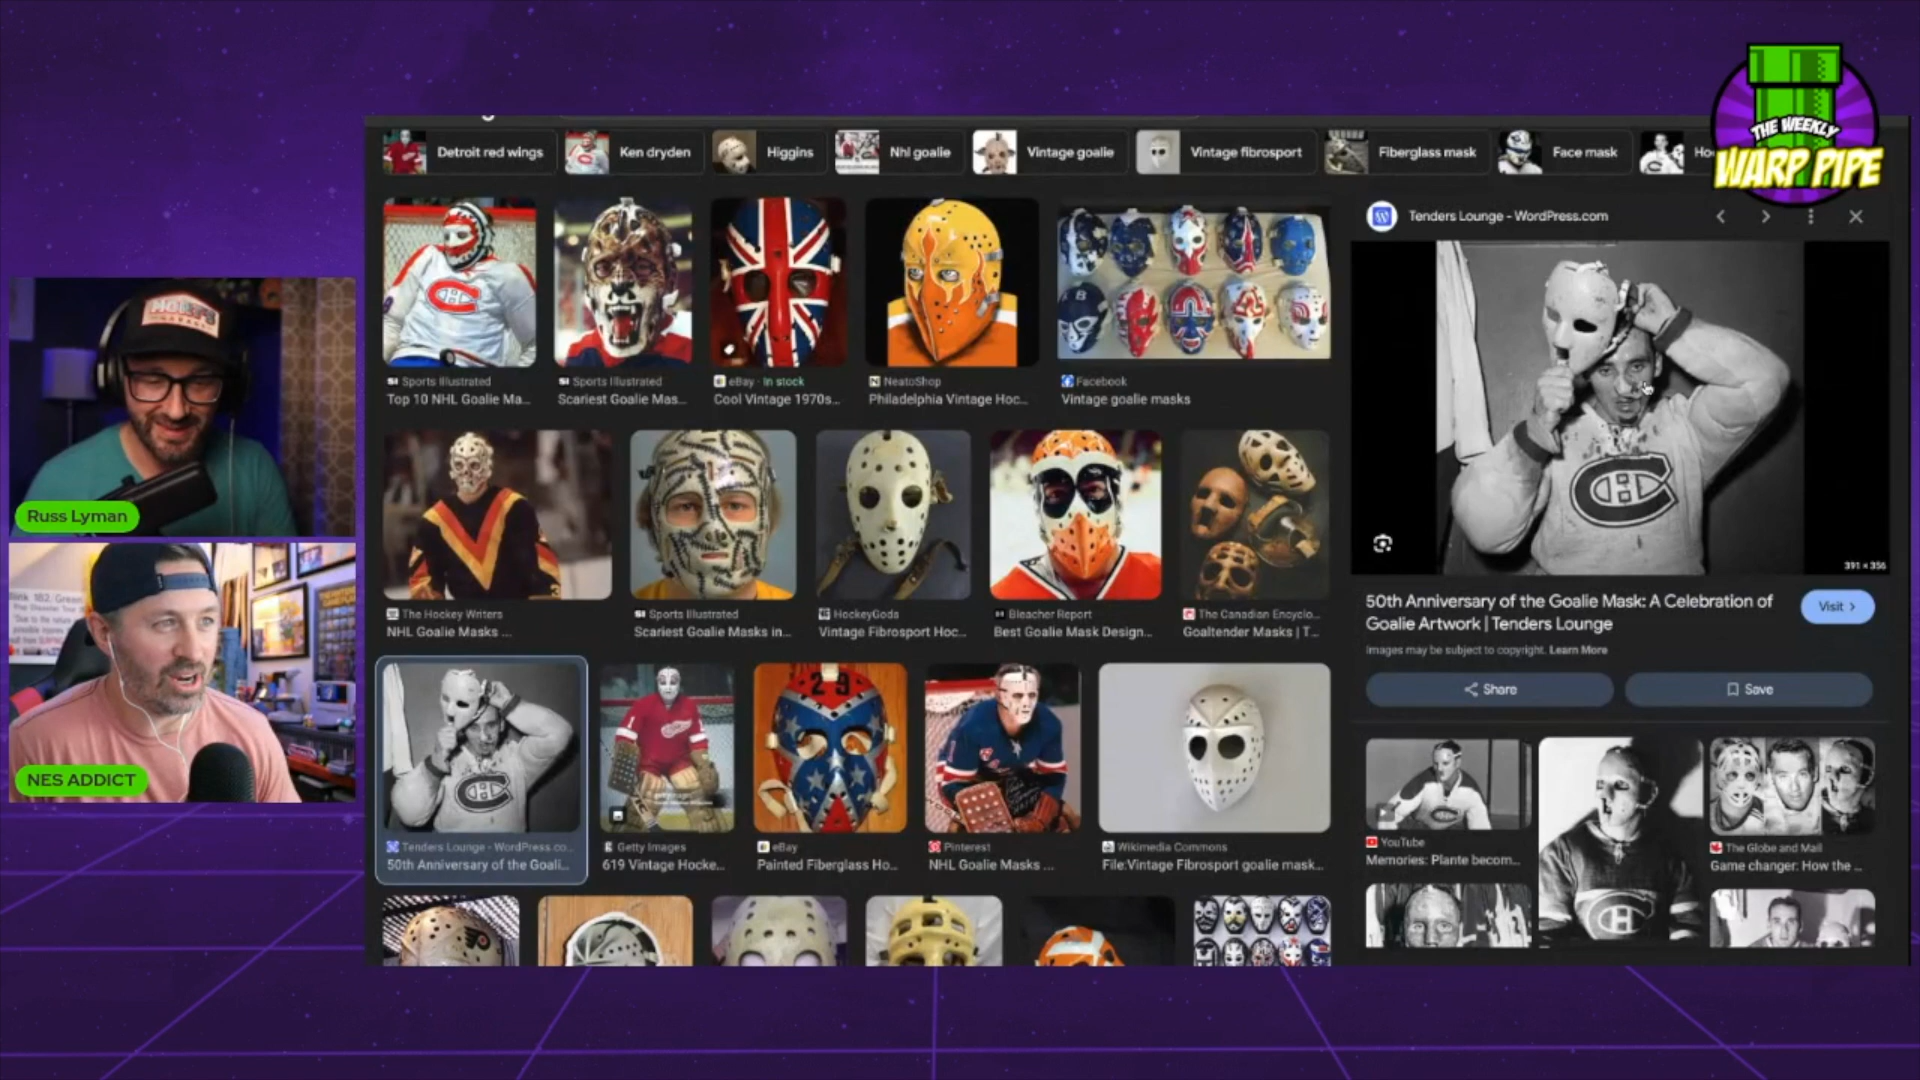 THE WEEKLY
WARP PIPE
Detroit red wings
Ken dryden
Higgins
Nhl goalie
Vintage goalie
Vintage fibrosport
Fiberglass mask
Face mask
Tenders Lounge - WordPress.com
Sports Illustrated
Top 10 NHL Goalie Ma...
Sports Illustrated
Scariest Goalie Mas...
eBay · In stock
Cool Vintage 1970s...
NeatoShop
Philadelphia Vintage Hoc...
Facebook
Vintage goalie masks
391 × 356
Russ Lyman
The Hockey Writers
NHL Goalie Masks ...
Sports Illustrated
Scariest Goalie Masks in...
HockeyGods
Vintage Fibrosport Hoc...
Bleacher Report
Best Goalie Mask Design...
The Canadian Encyclo...
Goaltender Masks | T...
50th Anniversary of the Goalie Mask: A Celebration of
Goalie Artwork | Tenders Lounge
Visit
Images may be subject to copyright. Learn More
Share
Save
NES ADDICT
29
Tenders Lounge - WordPress.co...
50th Anniversary of the Goali...
Getty Images
619 Vintage Hocke...
eBay
Painted Fiberglass Ho...
Pinterest
NHL Goalie Masks ...
Wikimedia Commons
File:Vintage Fibrosport goalie mask...
YouTube
Memories: Plante becom...
The Globe and Mail
Game changer: How the ...